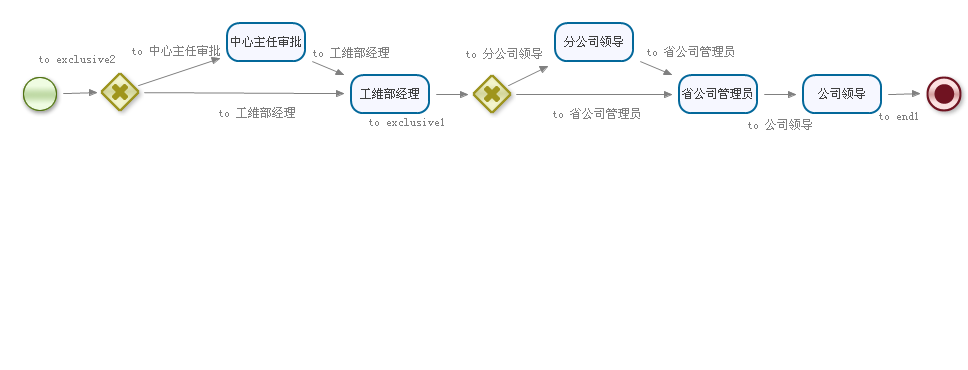 to exclusive2
to 中心主任审批
中心主任审批
to 工维部经理
to 工维部经理
工维部经理
to exclusive1
to 分公司领导
分公司领导
to 省公司管理员
to 省公司管理员
省公司管理员
to 公司领导
公司领导
to end1